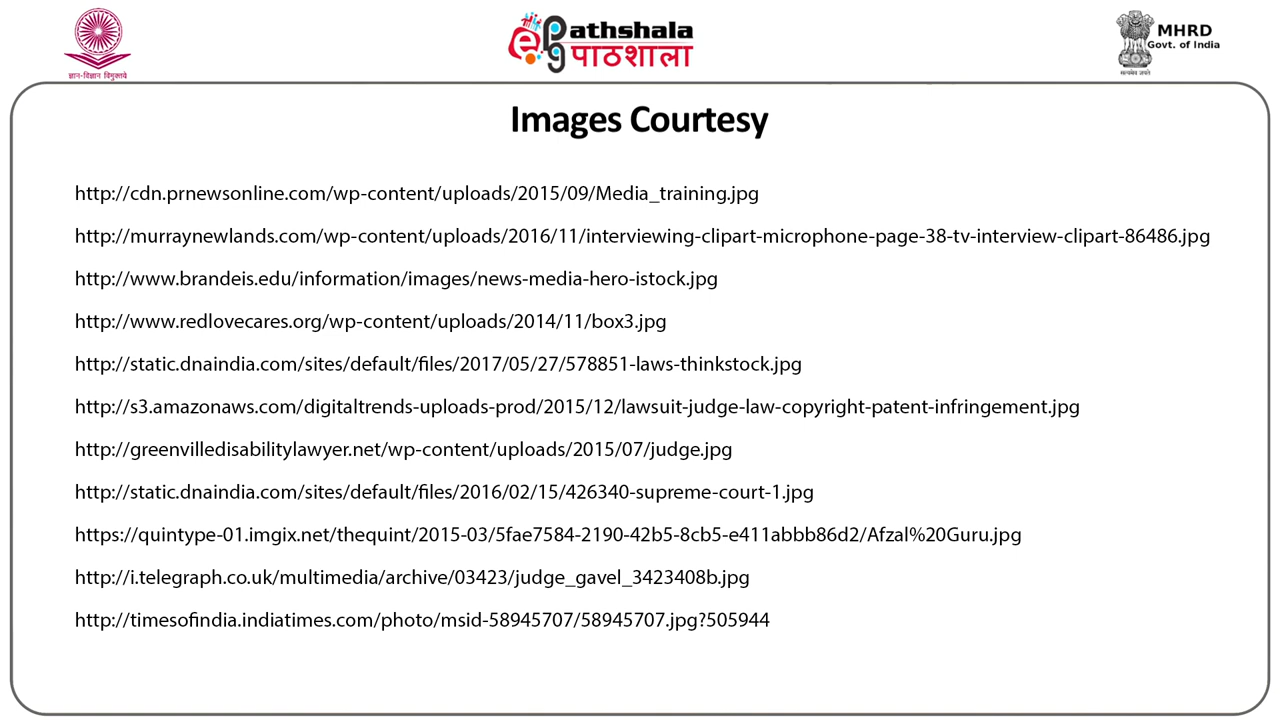 ज्ञान-विज्ञान विमुक्तये
ePathshala
पाठशाला
MHRD
Govt. of India
सत्यमेव जयते
Images Courtesy
http://cdn.prnewsonline.com/wp-content/uploads/2015/09/Media_training.jpg
http://murraynewlands.com/wp-content/uploads/2016/11/interviewing-clipart-microphone-page-38-tv-interview-clipart-86486.jpg
http://www.brandeis.edu/information/images/news-media-hero-istock.jpg
http://www.redlovecares.org/wp-content/uploads/2014/11/box3.jpg
http://static.dnaindia.com/sites/default/files/2017/05/27/578851-laws-thinkstock.jpg
http://s3.amazonaws.com/digitaltrends-uploads-prod/2015/12/lawsuit-judge-law-copyright-patent-infringement.jpg
http://greenvilledisabilitylawyer.net/wp-content/uploads/2015/07/judge.jpg
http://static.dnaindia.com/sites/default/files/2016/02/15/426340-supreme-court-1.jpg
https://quintype-01.imgix.net/thequint/2015-03/5fae7584-2190-42b5-8cb5-e411abbb86d2/Afzal%20Guru.jpg
http://i.telegraph.co.uk/multimedia/archive/03423/judge_gavel_3423408b.jpg
http://timesofindia.indiatimes.com/photo/msid-58945707/58945707.jpg?505944